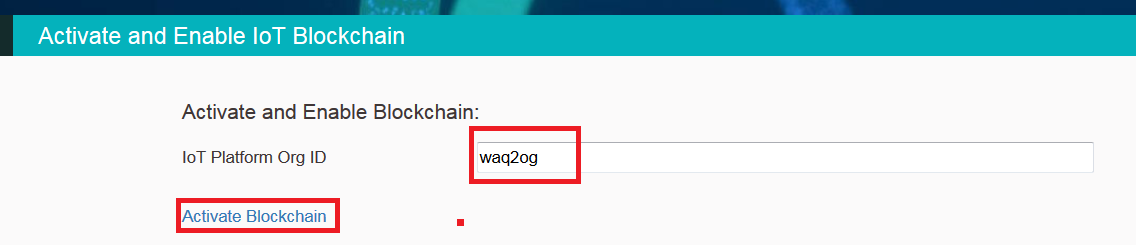 Activate and Enable IoT Blockchain
Activate and Enable Blockchain:
IoT Platform Org ID waq2og
Activate Blockchain